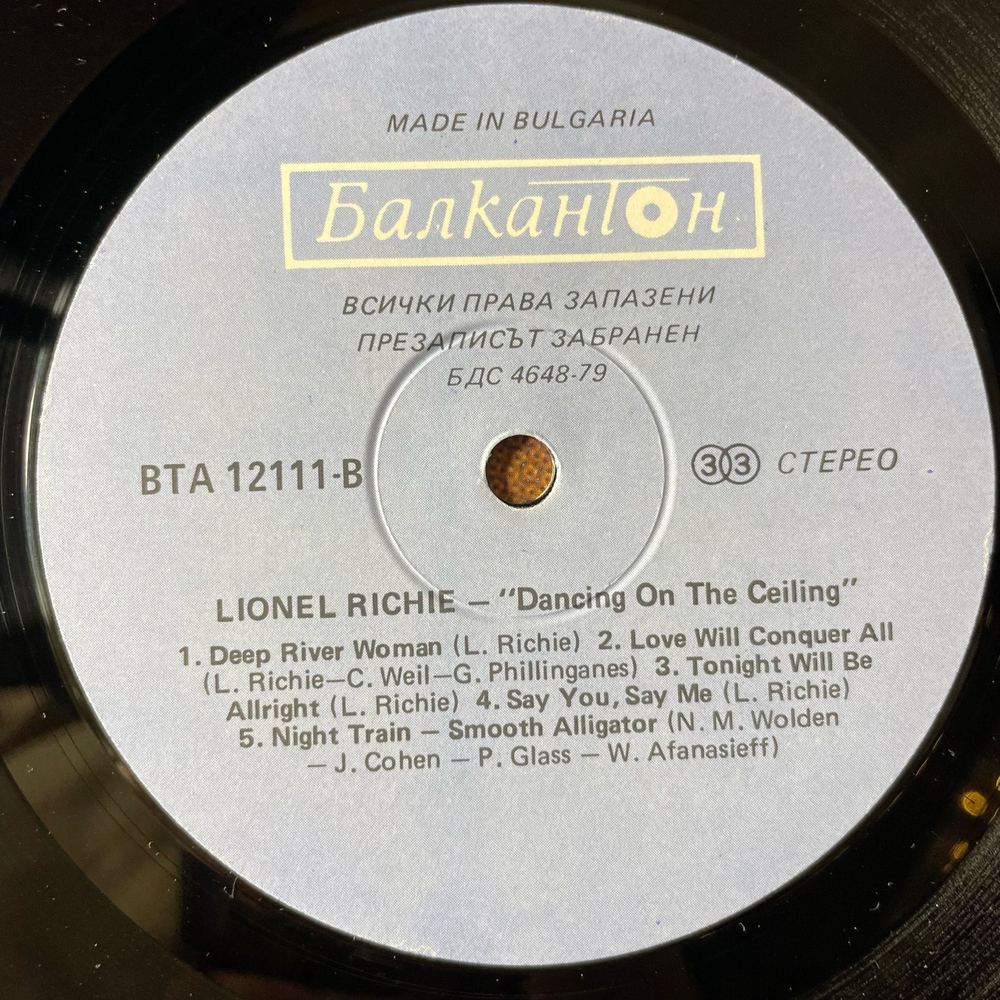 MADE IN BULGARIA
Балкантон
ВСИЧКИ ПРАВА ЗАПАЗЕНИ
ПРЕЗАПИСЪТ ЗАБРАНЕН
БДС 4648-79
ВТА 12111-В
33 СТЕРЕО
LIONEL RICHIE — “Dancing On The Ceiling”
1. Deep River Woman (L. Richie) 2. Love Will Conquer All
(L. Richie—C. Weil—G. Phillinganes) 3. Tonight Will Be
Allright (L. Richie) 4. Say You, Say Me (L. Richie)
5. Night Train — Smooth Alligator (N. M. Wolden
— J. Cohen — P. Glass — W. Afanasieff)